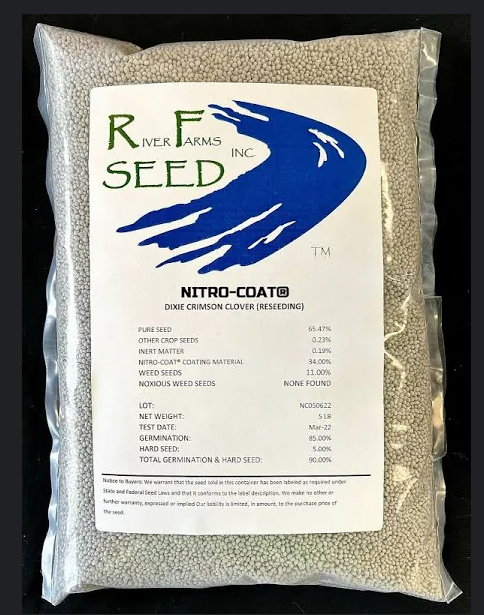 RIVER FARMS INC
SEED
TM
NITRO-COAT®
DIXIE CRIMSON CLOVER (RESEEDING)
PURE SEED 65.47%
OTHER CROP SEEDS 0.23%
INERT MATTER 0.19%
NITRO-COAT® COATING MATERIAL 34.00%
WEED SEEDS 11.00%
NOXIOUS WEED SEEDS NONE FOUND
LOT: NC050622
NET WEIGHT: 5 LB
TEST DATE: Mar-22
GERMINATION: 85.00%
HARD SEED: 5.00%
TOTAL GERMINATION & HARD SEED: 90.00%
Notice to Buyers: We warrant that the seed sold in this container has been labeled as required under
State and Federal Seed Laws and that it conforms to the label description. We make no other or
further warranty, expressed or implied Our liability is limited, in amount, to the purchase price of
the seed.